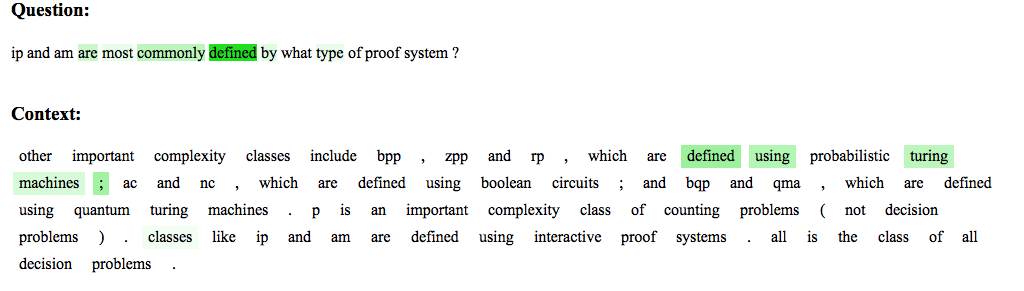 Question:
ip and am are most commonly defined by what type of proof system ?
Context:
other important complexity classes include bpp , zpp and rp , which are defined using probabilistic turing
machines ; ac and nc , which are defined using boolean circuits ; and bqp and qma , which are defined
using quantum turing machines . p is an important complexity class of counting problems ( not decision
problems ) . classes like ip and am are defined using interactive proof systems . all is the class of all
decision problems .